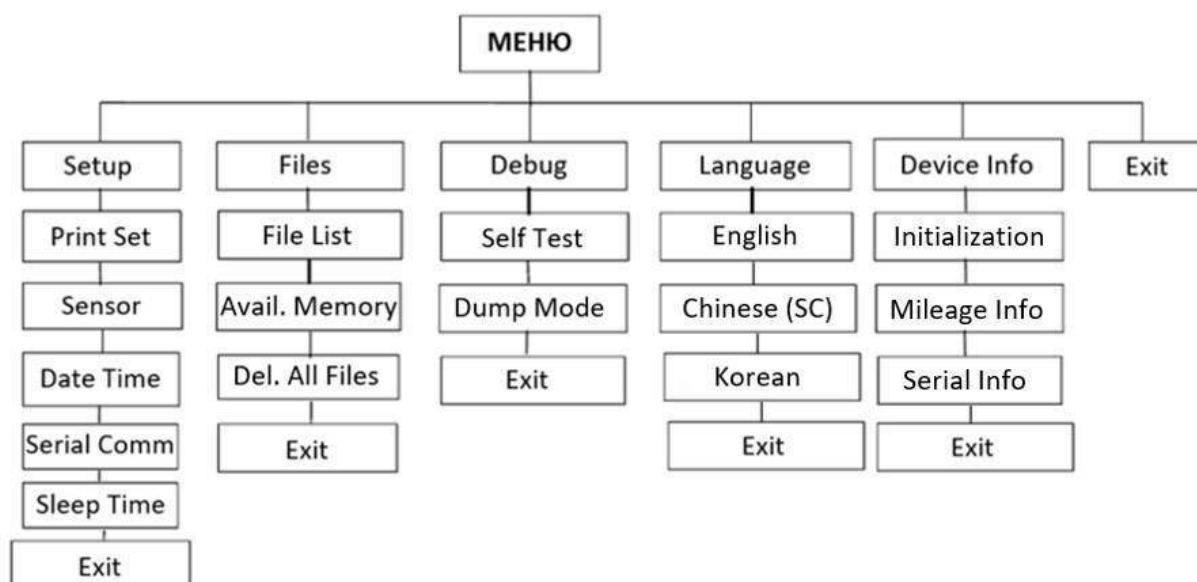 МЕНЮ
Setup
Files
Debug
Language
Device Info
Exit
Print Set
File List
Self Test
English
Initialization
Sensor
Avail. Memory
Dump Mode
Chinese (SC)
Mileage Info
Date Time
Del. All Files
Exit
Korean
Serial Info
Serial Comm
Exit
Exit
Exit
Sleep Time
Exit